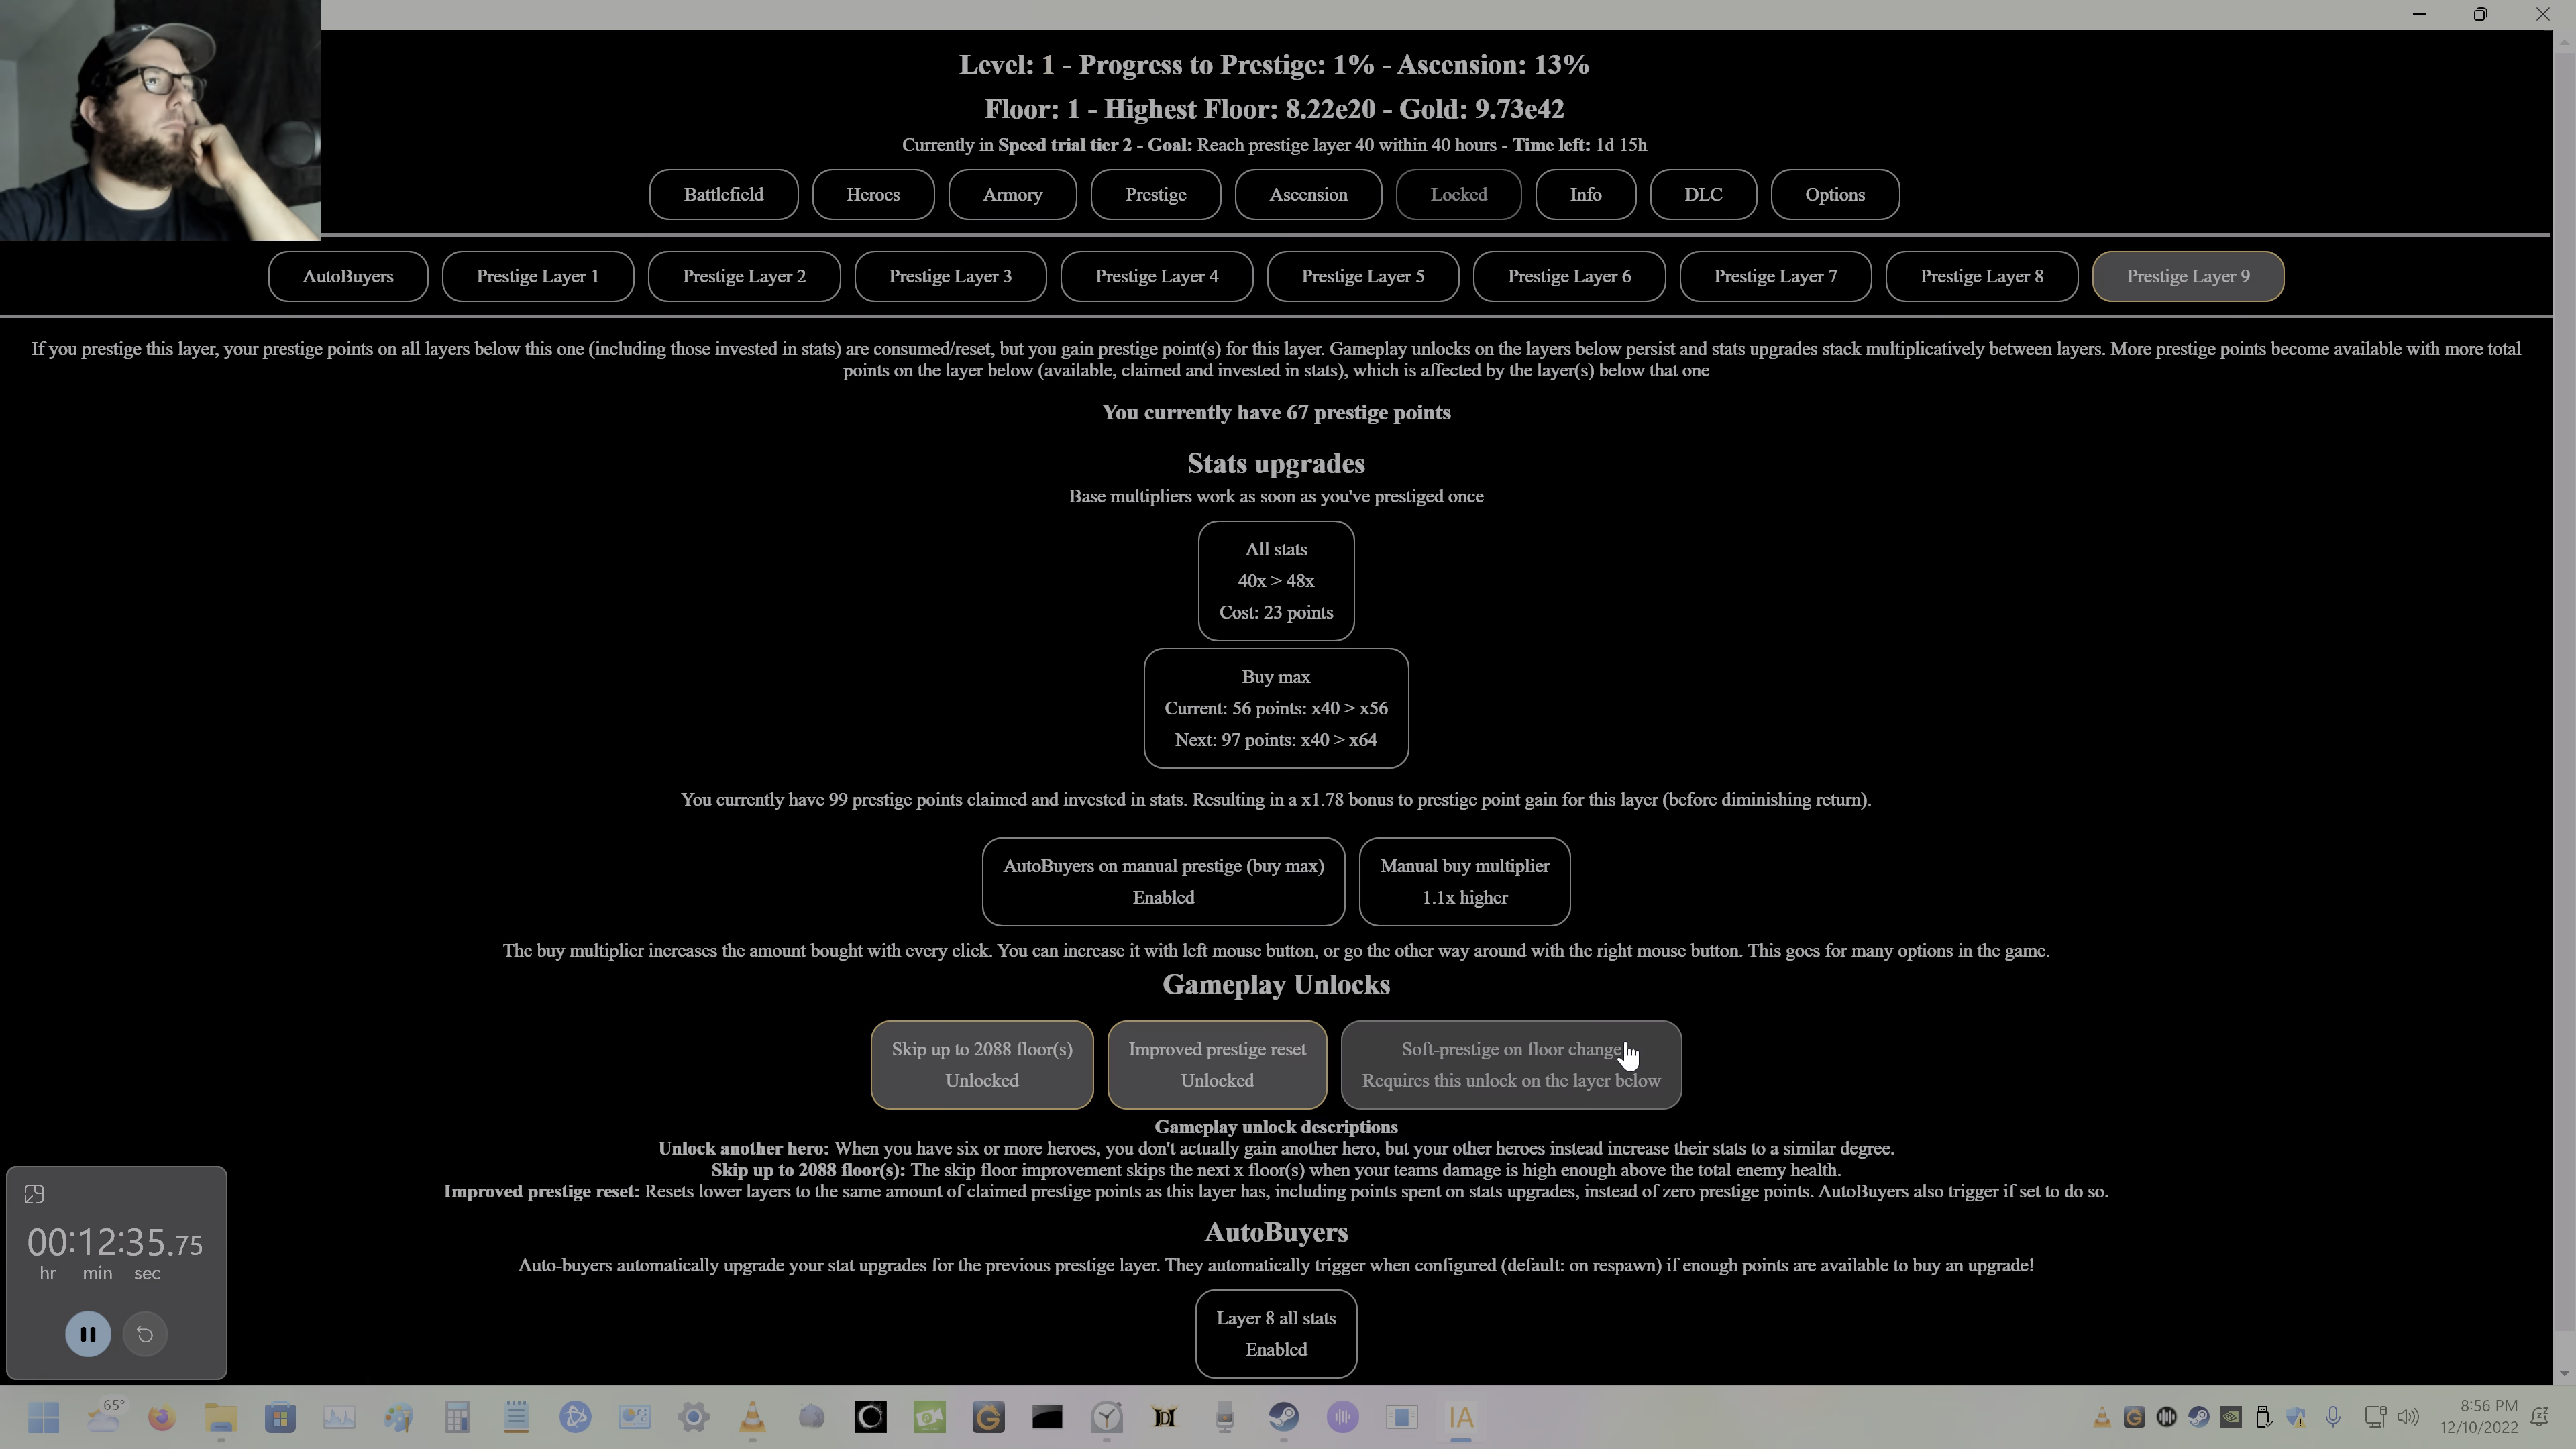 Level: 1 - Progress to Prestige: 1% - Ascension: 13%
Floor: 1 - Highest Floor: 8.22e20 - Gold: 9.73e42
Currently in Speed trial tier 2 - Goal: Reach prestige layer 40 within 40 hours - Time left: 1d 15h
Battlefield Heroes Armory Prestige Ascension Locked Info DLC Options
AutoBuyers Prestige Layer 1 Prestige Layer 2 Prestige Layer 3 Prestige Layer 4 Prestige Layer 5 Prestige Layer 6 Prestige Layer 7 Prestige Layer 8 Prestige Layer 9
If you prestige this layer, your prestige points on all layers below this one (including those invested in stats) are consumed/reset, but you gain prestige point(s) for this layer. Gameplay unlocks on the layers below persist and stats upgrades stack multiplicatively between layers. More prestige points become available with more total
points on the layer below (available, claimed and invested in stats), which is affected by the layer(s) below that one
You currently have 67 prestige points
Stats upgrades
Base multipliers work as soon as you've prestiged once
All stats
40x > 48x
Cost: 23 points
Buy max
Current: 56 points: x40 > x56
Next: 97 points: x40 > x64
You currently have 99 prestige points claimed and invested in stats. Resulting in a x1.78 bonus to prestige point gain for this layer (before diminishing return).
AutoBuyers on manual prestige (buy max)
Enabled
Manual buy multiplier
1.1x higher
The buy multiplier increases the amount bought with every click. You can increase it with left mouse button, or go the other way around with the right mouse button. This goes for many options in the game.
Gameplay Unlocks
Skip up to 2088 floor(s)
Unlocked
Improved prestige reset
Unlocked
Soft-prestige on floor change
Requires this unlock on the layer below
Gameplay unlock descriptions
Unlock another hero: When you have six or more heroes, you don't actually gain another hero, but your other heroes instead increase their stats to a similar degree.
Skip up to 2088 floor(s): The skip floor improvement skips the next x floor(s) when your teams damage is high enough above the total enemy health.
Improved prestige reset: Resets lower layers to the same amount of claimed prestige points as this layer has, including points spent on stats upgrades, instead of zero prestige points. AutoBuyers also trigger if set to do so.
AutoBuyers
Auto-buyers automatically upgrade your stat upgrades for the previous prestige layer. They automatically trigger when configured (default: on respawn) if enough points are available to buy an upgrade!
Layer 8 all stats
Enabled
00:12:35.75
hr min sec
65°
IA
8:56 PM
12/10/2022